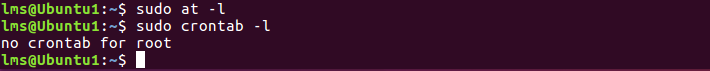 lms@Ubuntu1:~$ sudo at -l
lms@Ubuntu1:~$ sudo crontab -l
no crontab for root
lms@Ubuntu1:~$